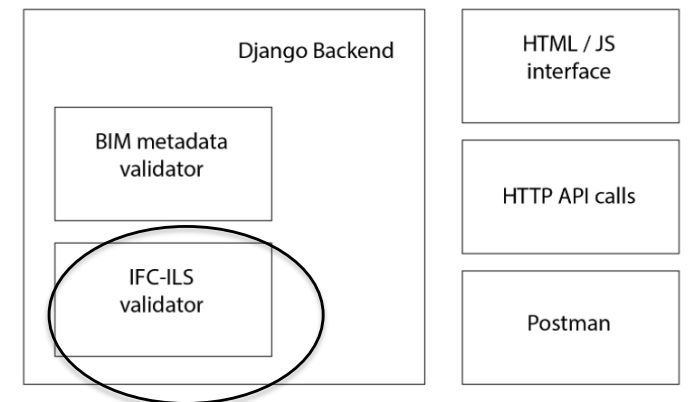 Django Backend
BIM metadata
validator
IFC-ILS
validator
HTML / JS
interface
HTTP API calls
Postman